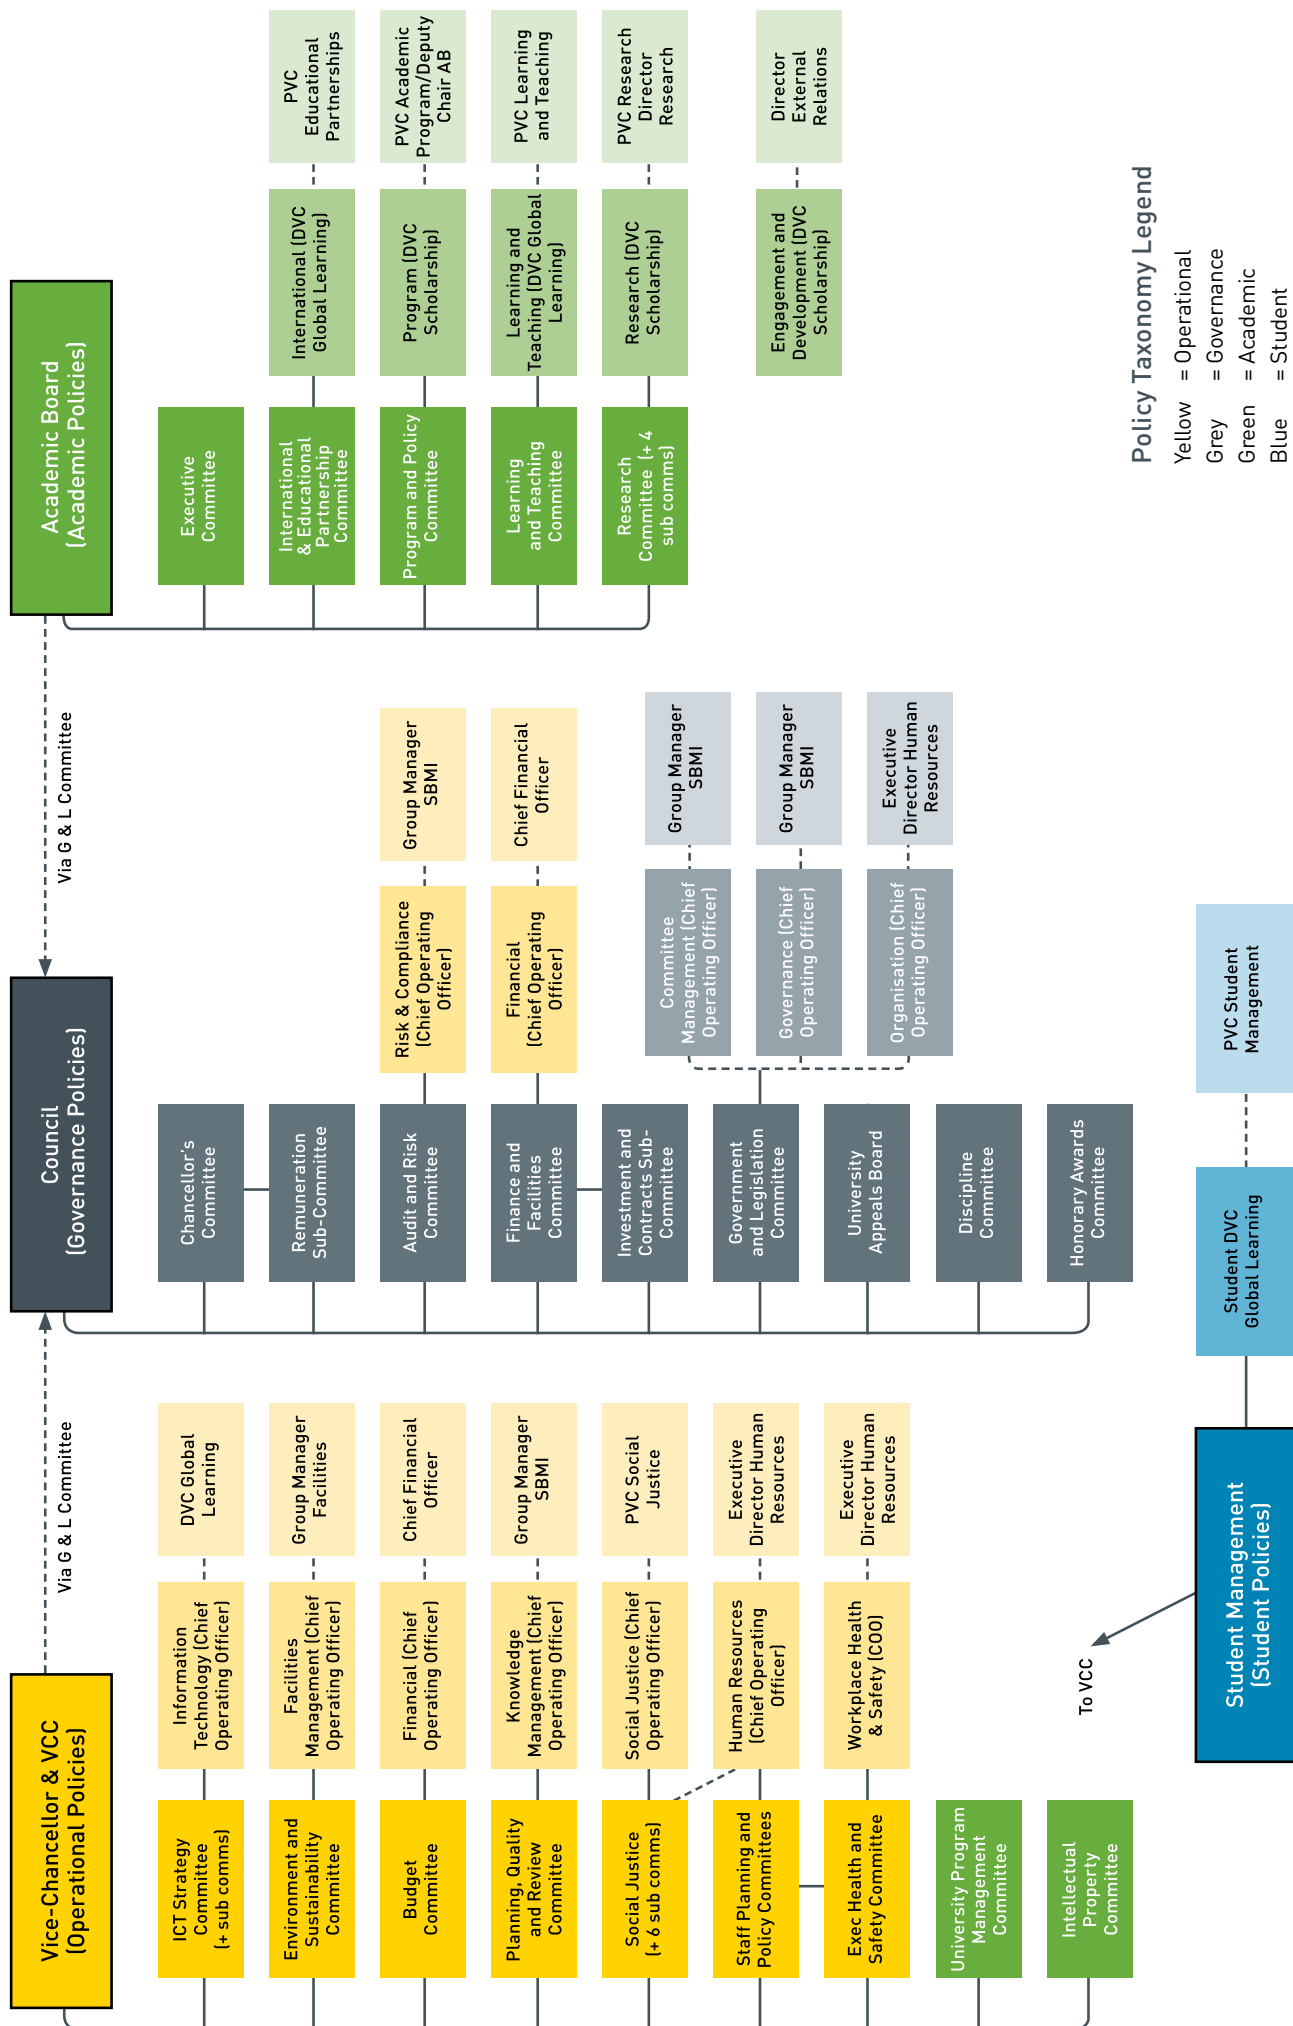 Vice-Chancellor & VCC
(Operational Policies)
Via G & L Committee
Council
(Governance Policies)
Via G & L Committee
Academic Board
(Academic Policies)
ICT Strategy
Committee
(+ sub comms)
Information
Technology (Chief
Operating Officer)
DVC Global
Learning
Environment and
Sustainability
Committee
Facilities
Management (Chief
Operating Officer)
Group Manager
Facilities
Budget
Committee
Financial (Chief
Operating Officer)
Chief Financial
Officer
Planning, Quality
and Review
Committee
Knowledge
Management (Chief
Operating Officer)
Group Manager
SBMI
Social Justice
(+ 6 sub comms)
Social Justice (Chief
Operating Officer)
PVC Social
Justice
Staff Planning and
Policy Committees
Human Resources
(Chief Operating
Officer)
Executive
Director Human
Resources
Exec Health and
Safety Committee
Workplace Health
& Safety (COO)
Executive
Director Human
Resources
University Program
Management
Committee
Intellectual
Property
Committee
Chancellor's
Committee
Remuneration
Sub-Committee
Audit and Risk
Committee
Risk & Compliance
(Chief Operating
Officer)
Group Manager
SBMI
Finance and
Facilities
Committee
Financial
(Chief Operating
Officer)
Chief Financial
Officer
Investment and
Contracts Sub-
Committee
Government
and Legislation
Committee
Committee
Management (Chief
Operating Officer)
Group Manager
SBMI
Governance (Chief
Operating Officer)
Group Manager
SBMI
Organisation (Chief
Operating Officer)
Executive
Director Human
Resources
University
Appeals Board
Discipline
Committee
Honorary Awards
Committee
Executive
Committee
International
& Educational
Partnership
Committee
International (DVC
Global Learning)
PVC
Educational
Partnerships
Program and Policy
Committee
Program (DVC
Scholarship)
PVC Academic
Program/Deputy
Chair AB
Learning
and Teaching
Committee
Learning and
Teaching (DVC Global
Learning)
PVC Learning
and Teaching
Research
Committee (+ 4
sub comms)
Research (DVC
Scholarship)
PVC Research
Director
Research
Engagement and
Development (DVC
Scholarship)
Director
External
Relations
To VCC
Student Management
(Student Policies)
Student DVC
Global Learning
PVC Student
Management
Policy Taxonomy Legend
Yellow = Operational
Grey = Governance
Green = Academic
Blue = Student